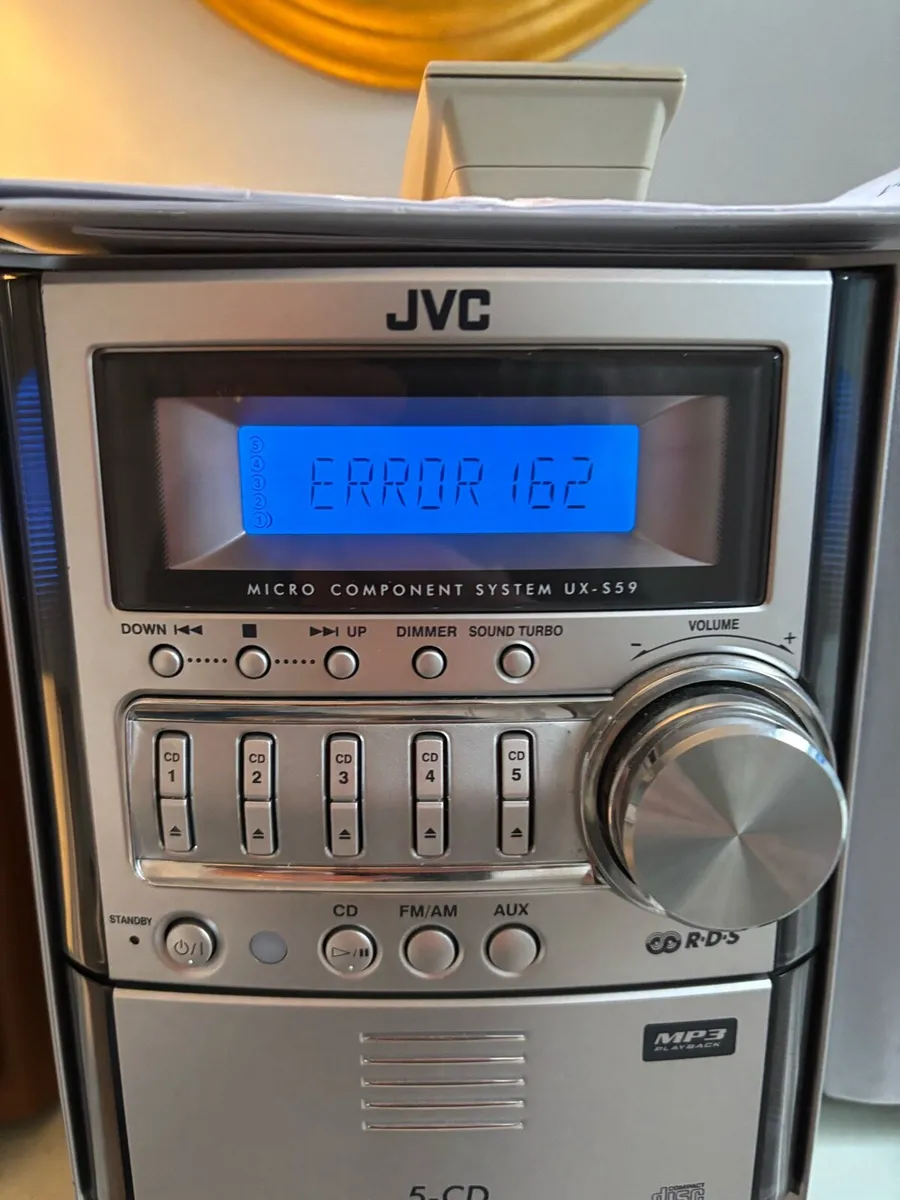 JVC
5
4
3
2
1
ERROR 162
MICRO COMPONENT SYSTEM UX-S59
DOWN UP DIMMER SOUND TURBO VOLUME
- +
CD 1
CD 2
CD 3
CD 4
CD 5
STANDBY CD FM/AM AUX
R·D·S
MP3
PLAYBACK
5-CD
COMPACT
disc